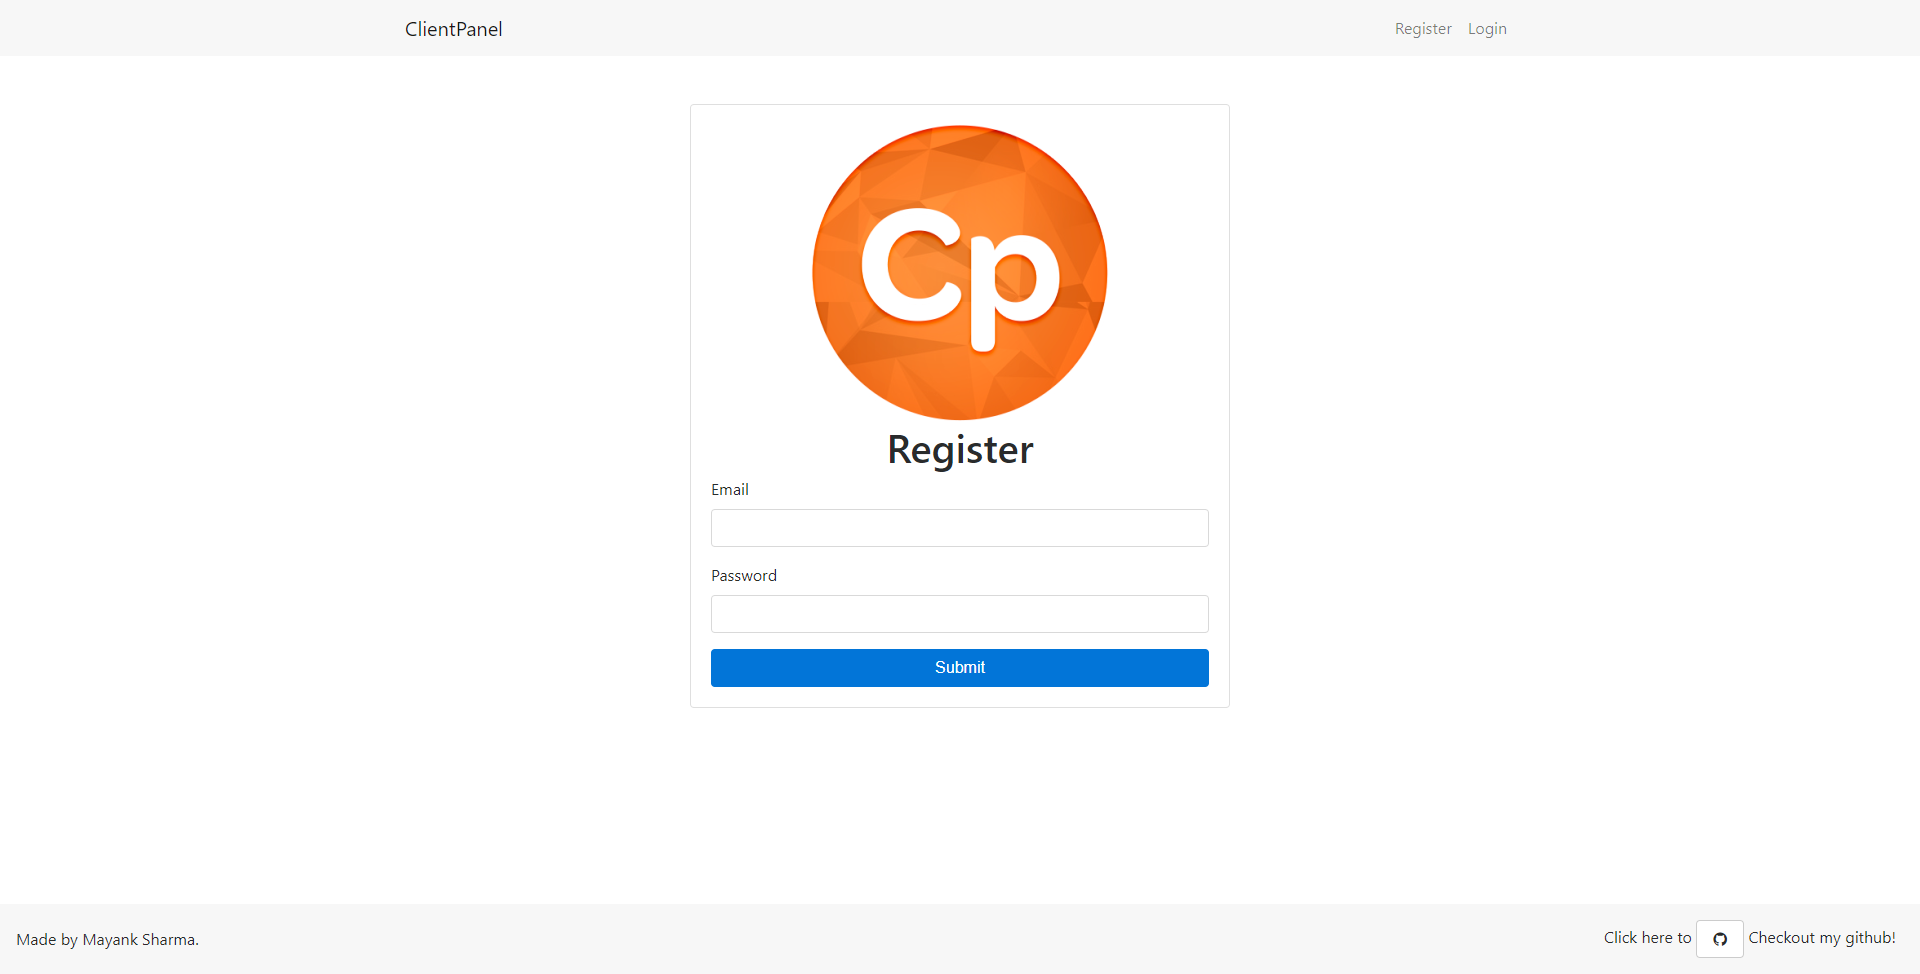 ClientPanel Register Login
Cp
Register
Email
Password
Submit
Made by Mayank Sharma. Click here to Checkout my github!